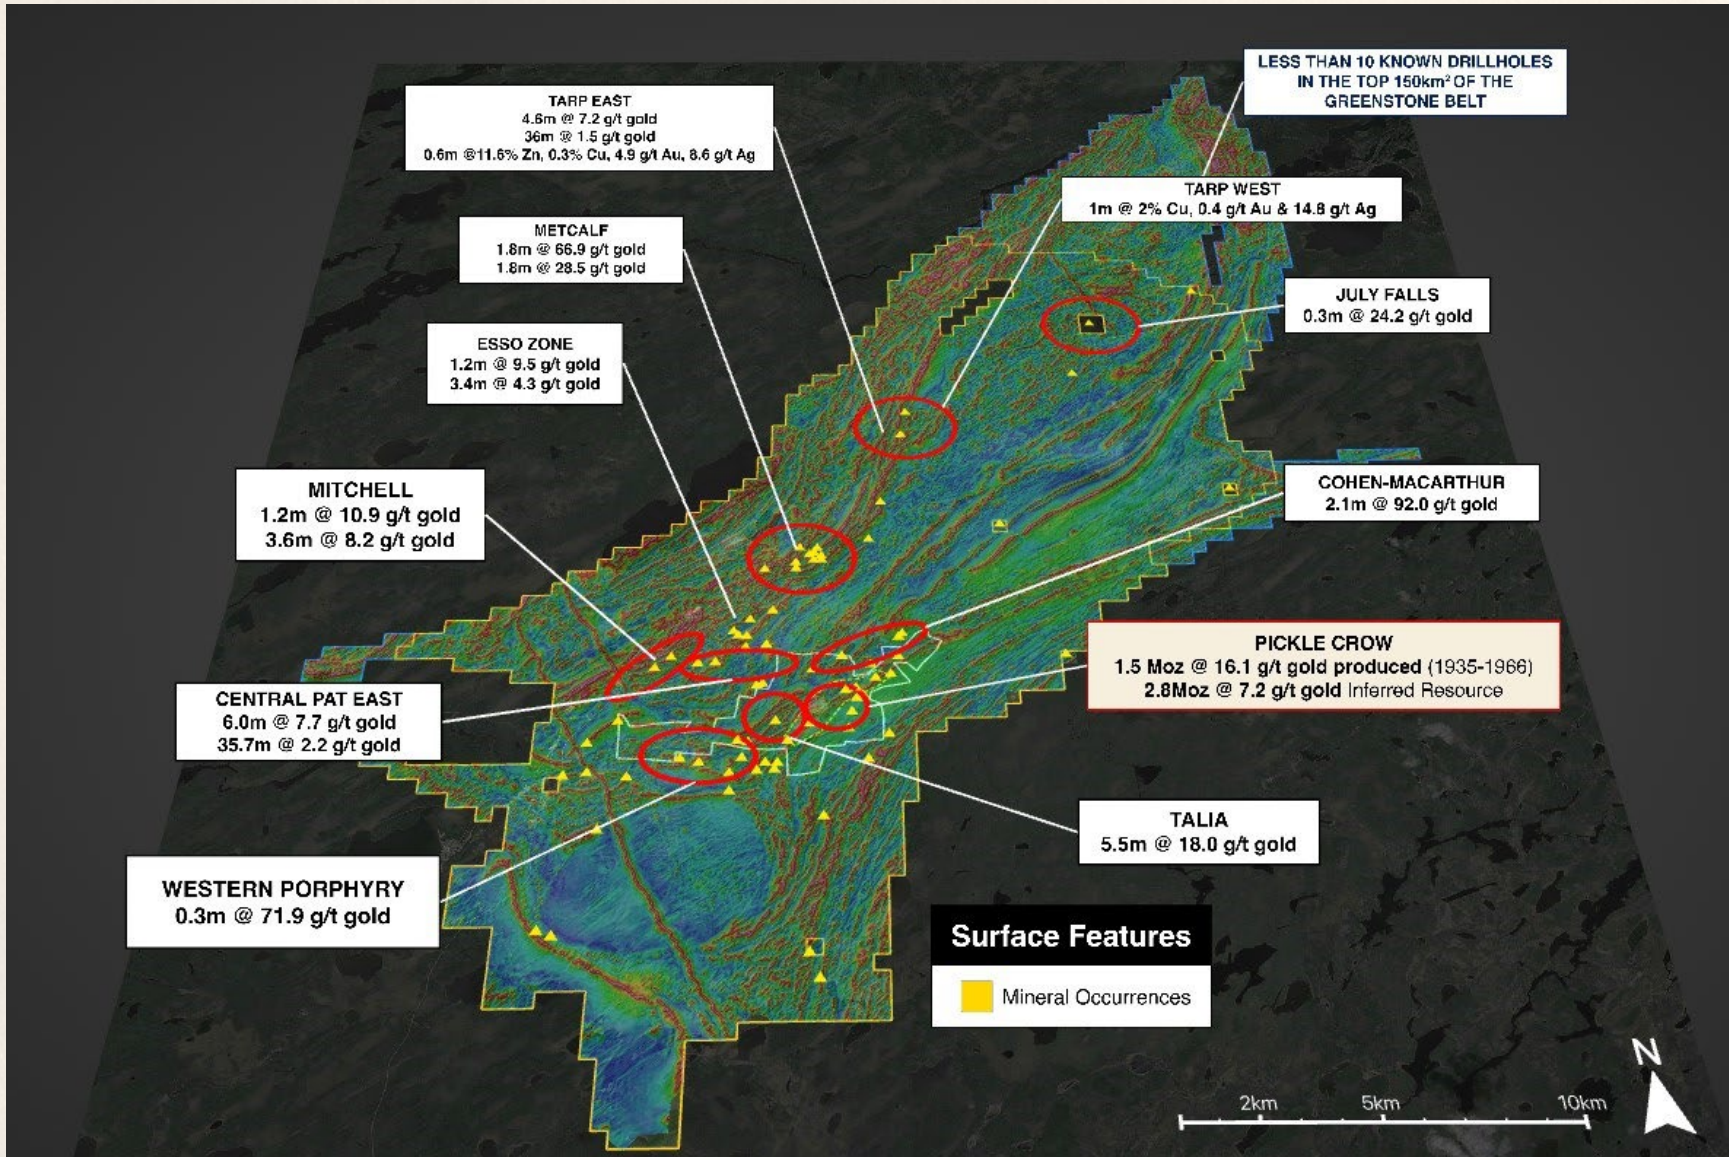 LESS THAN 10 KNOWN DRILLHOLES
IN THE TOP 150km² OF THE
GREENSTONE BELT
TARP EAST
4.6m @ 7.2 g/t gold
36m @ 1.5 g/t gold
0.6m @11.6% Zn, 0.3% Cu, 4.9 g/t Au, 8.6 g/t Ag
TARP WEST
1m @ 2% Cu, 0.4 g/t Au & 14.8 g/t Ag
METCALF
1.8m @ 66.9 g/t gold
1.8m @ 28.5 g/t gold
JULY FALLS
0.3m @ 24.2 g/t gold
ESSO ZONE
1.2m @ 9.5 g/t gold
3.4m @ 4.3 g/t gold
MITCHELL
1.2m @ 10.9 g/t gold
3.6m @ 8.2 g/t gold
COHEN-MACARTHUR
2.1m @ 92.0 g/t gold
PICKLE CROW
1.5 Moz @ 16.1 g/t gold produced (1935-1966)
2.8Moz @ 7.2 g/t gold Inferred Resource
CENTRAL PAT EAST
6.0m @ 7.7 g/t gold
35.7m @ 2.2 g/t gold
TALIA
5.5m @ 18.0 g/t gold
WESTERN PORPHYRY
0.3m @ 71.9 g/t gold
Surface Features
Mineral Occurrences
N
2km 5km 10km